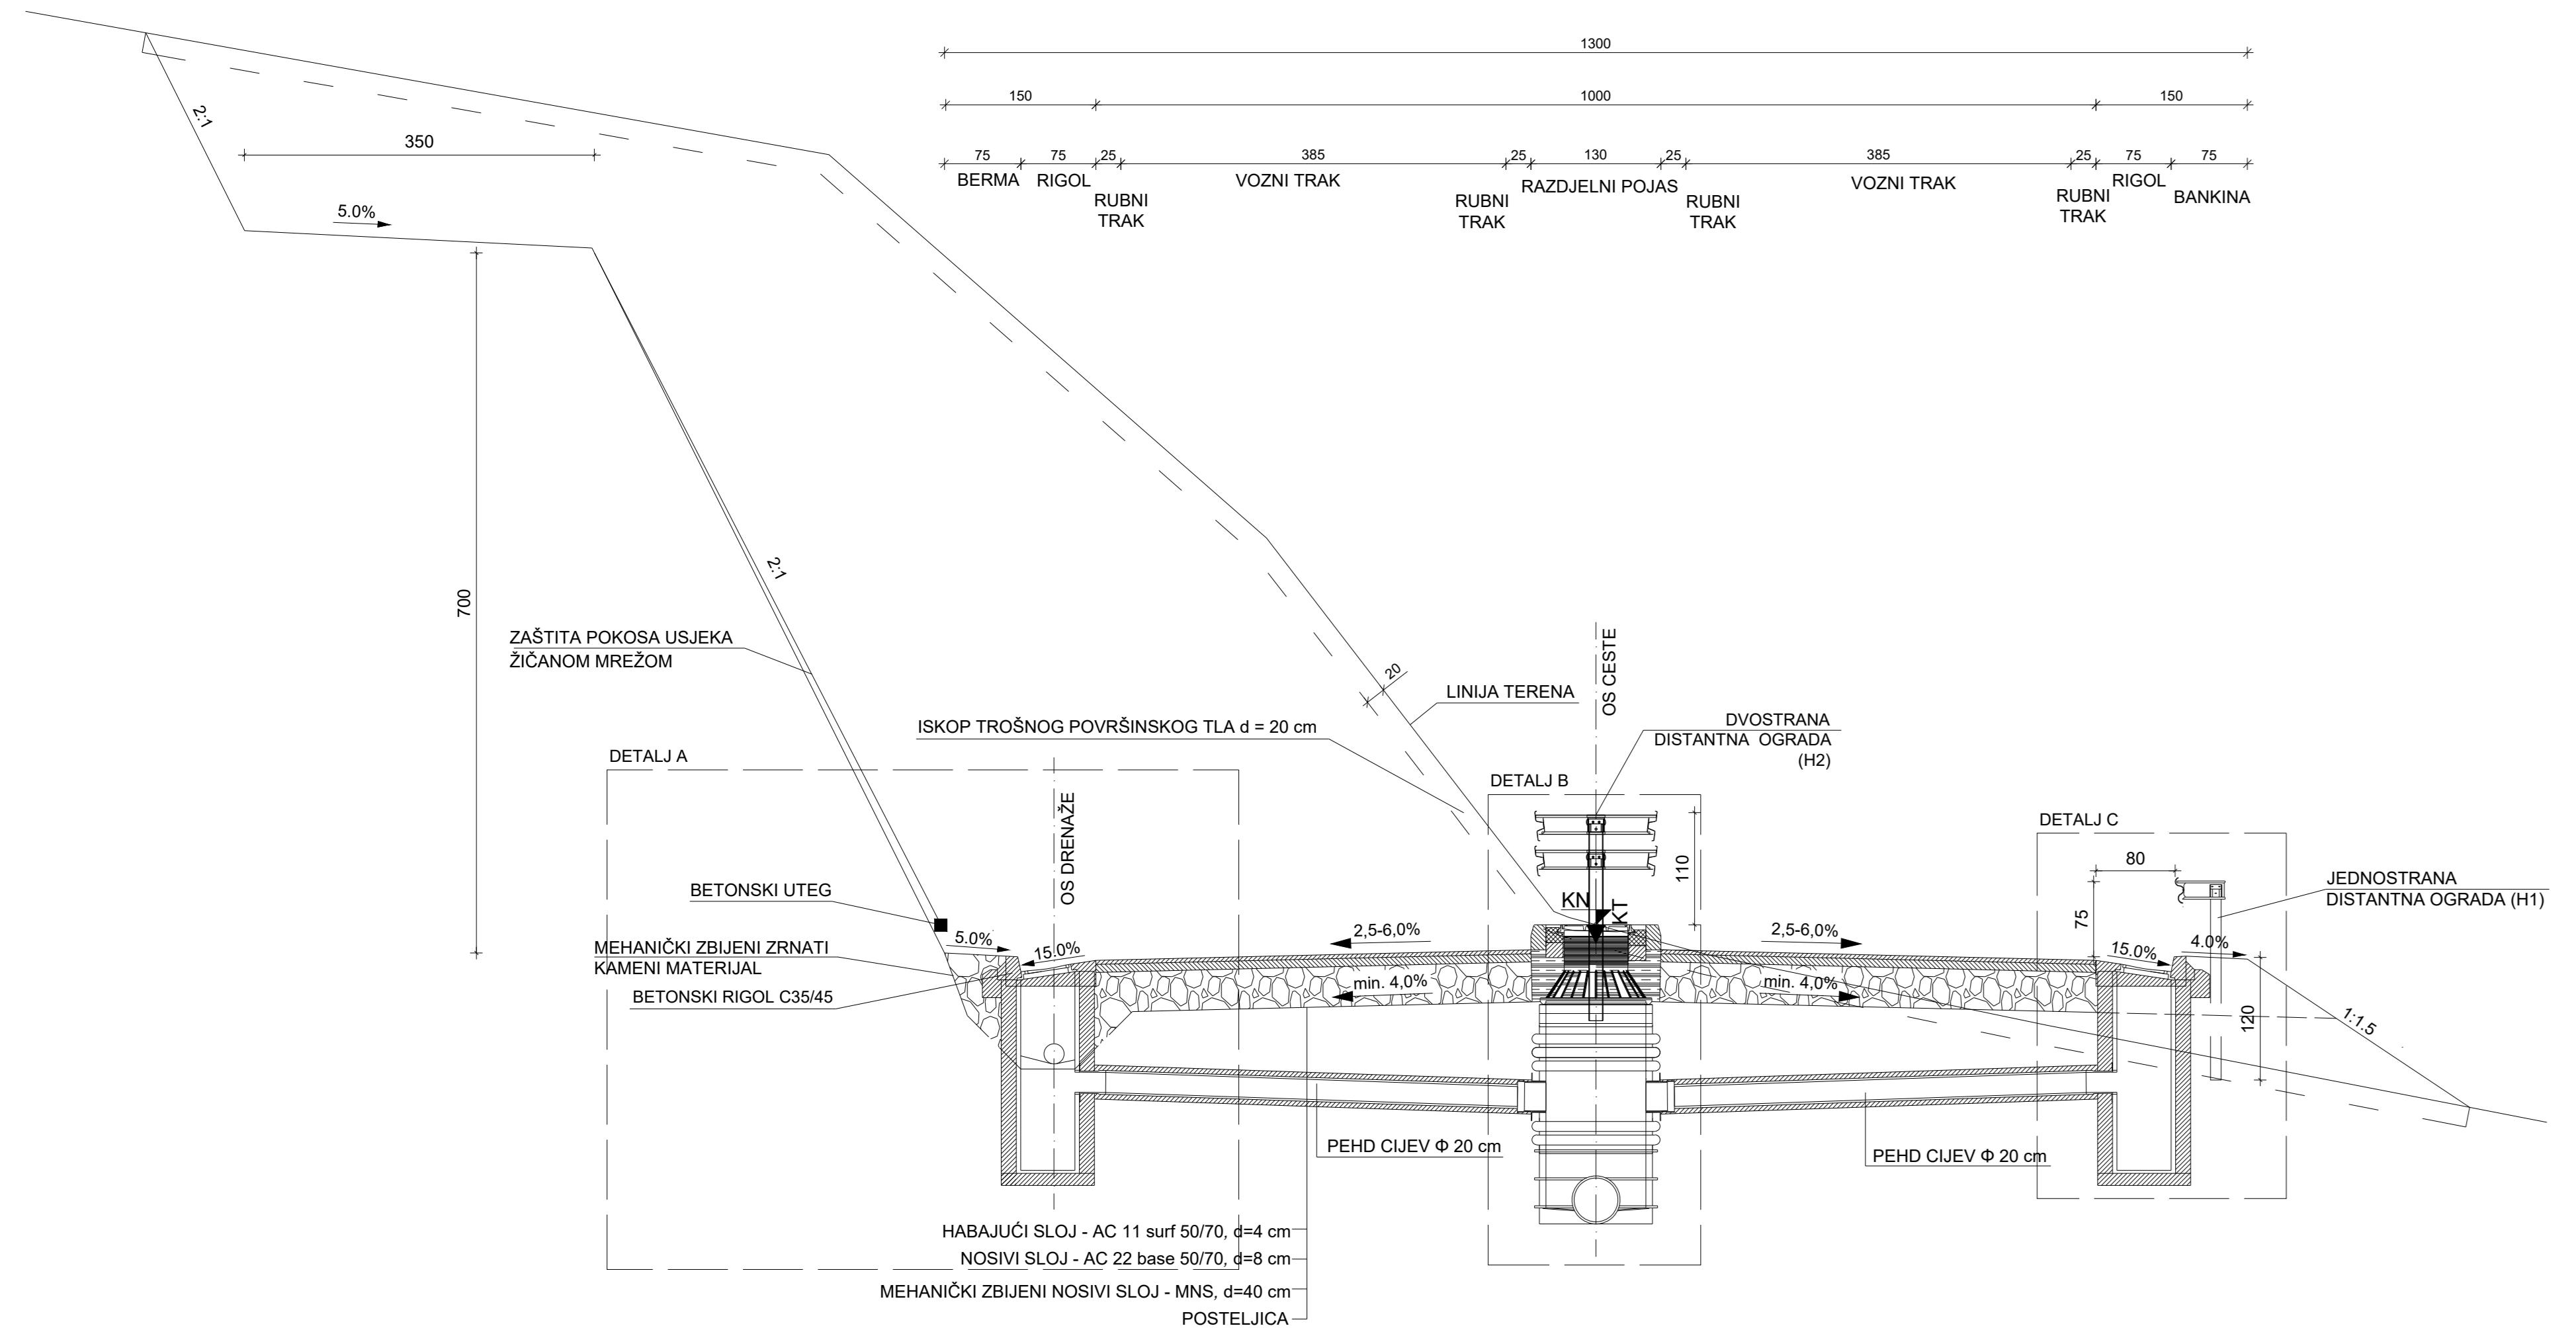 1300
150
1000
150
75
75
25
385
25
130
25
385
25
75
75
BERMA
RIGOL
RUBNI
TRAK
VOZNI TRAK
RUBNI
TRAK
RAZDJELNI POJAS
RUBNI
TRAK
VOZNI TRAK
RUBNI
TRAK
RIGOL
BANKINA
2:1
350
5.0%
700
2:1
ZAŠTITA POKOSA USJEKA
ŽIČANOM MREŽOM
20
LINIJA TERENA
OS CESTE
ISKOP TROŠNOG POVRŠINSKOG TLA d = 20 cm
DVOSTRANA
DISTANTNA OGRADA
(H2)
DETALJ A
DETALJ B
DETALJ C
OS DRENAŽE
110
80
75
JEDNOSTRANA
DISTANTNA OGRADA (H1)
BETONSKI UTEG
KN
KT
5.0%
15.0%
2,5-6,0%
2,5-6,0%
15.0%
4.0%
MEHANIČKI ZBIJENI ZRNATI
KAMENI MATERIJAL
BETONSKI RIGOL C35/45
min. 4,0%
min. 4,0%
120
1:1.5
PEHD CIJEV Φ 20 cm
PEHD CIJEV Φ 20 cm
HABAJUĆI SLOJ - AC 11 surf 50/70, d=4 cm
NOSIVI SLOJ - AC 22 base 50/70, d=8 cm
MEHANIČKI ZBIJENI NOSIVI SLOJ - MNS, d=40 cm
POSTELJICA